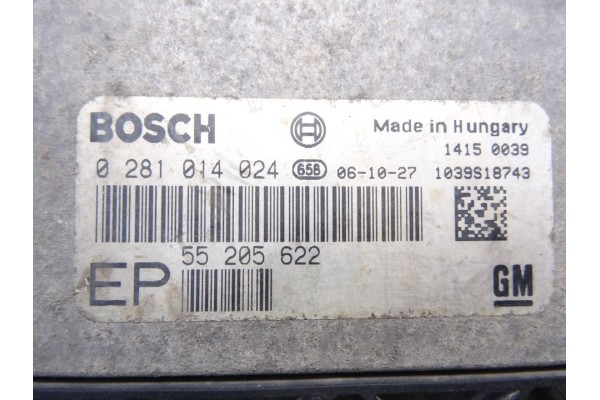 BOSCH Made in Hungary
1415 0039
0 281 014 024 658 06-10-27 1039S18743
55 205 622
EP GM